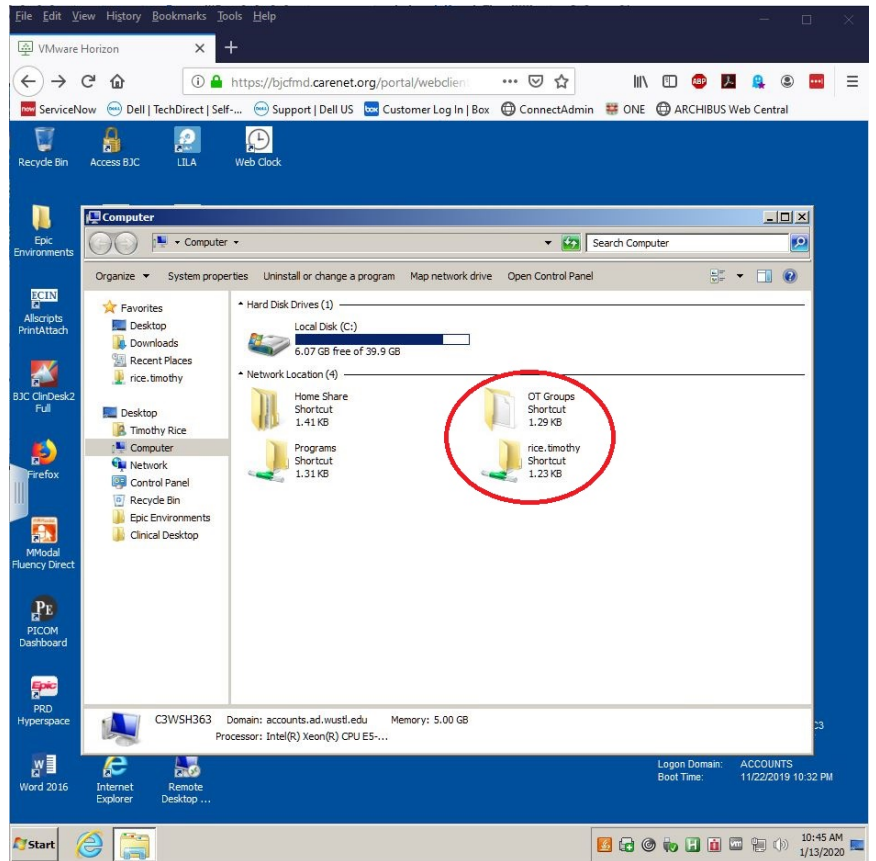 File Edit View History Bookmarks Tools Help
VMware Horizon
https://bjcfmd.carenet.org/portal/webclien
ServiceNow Dell | TechDirect | Self-... Support | Dell US Customer Log In | Box ConnectAdmin ONE ARCHIBUS Web Central
Recycle Bin Access BJC LILA Web Clock
Computer
Computer
Search Computer
Organize System properties Uninstall or change a program Map network drive Open Control Panel
Favorites
Desktop
Downloads
Recent Places
rice.timothy
Desktop
Timothy Rice
Computer
Network
Control Panel
Recycle Bin
Epic Environments
Clinical Desktop
Hard Disk Drives (1)
Local Disk (C:)
6.07 GB free of 39.9 GB
Network Location (4)
Home Share
Shortcut
1.41 KB
OT Groups
Shortcut
1.29 KB
Programs
Shortcut
1.31 KB
rice.timothy
Shortcut
1.23 KB
C3WSH363 Domain: accounts.ad.wustl.edu Memory: 5.00 GB
Processor: Intel(R) Xeon(R) CPU E5-...
Epic
Environments
ECIN
Allscripts
PrintAttach
BJC ClinDesk2
Full
Firefox
MModal
Fluency Direct
PE
PICOM
Dashboard
Epic
PRD
Hyperspace
Word 2016
Internet
Explorer
Remote
Desktop ...
Logon Domain: ACCOUNTS
Boot Time: 11/22/2019 10:32 PM
Start
10:45 AM
1/13/2020